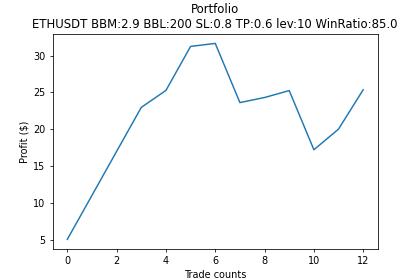 Portfolio
ETHUSDT BBM:2.9 BBL:200 SL:0.8 TP:0.6 lev:10 WinRatio:85.0
30
25
20
15
10
5
Profit ($)
0 2 4 6 8 10 12
Trade counts